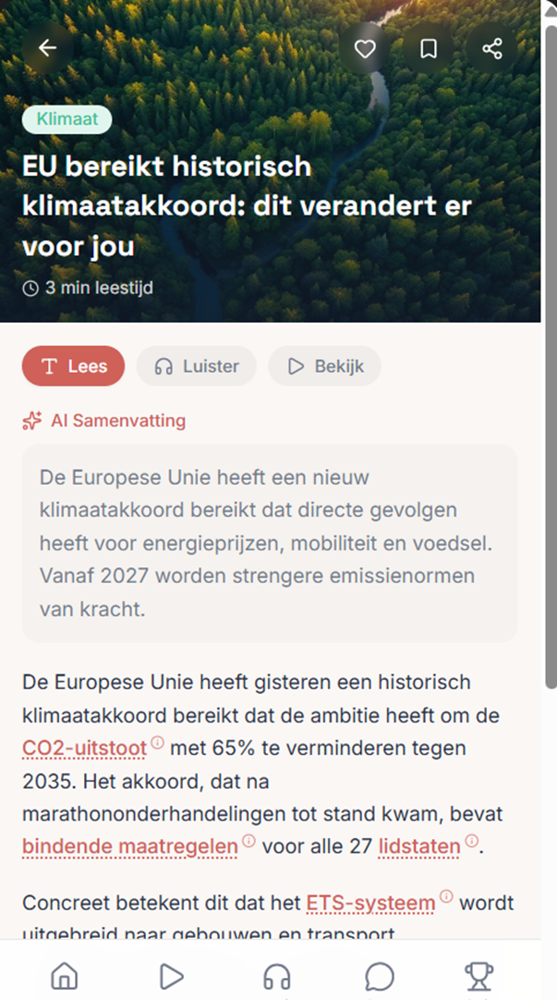 Klimaat
EU bereikt historisch
klimaatakkoord: dit verandert er
voor jou
3 min leestijd
Lees
Luister
Bekijk
AI Samenvatting
De Europese Unie heeft een nieuw
klimaatakkoord bereikt dat directe gevolgen
heeft voor energieprijzen, mobiliteit en voedsel.
Vanaf 2027 worden strengere emissienormen
van kracht.
De Europese Unie heeft gisteren een historisch
klimaatakkoord bereikt dat de ambitie heeft om de
CO2-uitstoot met 65% te verminderen tegen
2035. Het akkoord, dat na
marathononderhandelingen tot stand kwam, bevat
bindende maatregelen voor alle 27 lidstaten.
Concreet betekent dit dat het ETS-systeem wordt
uitgebreid naar gebouwen en transport.